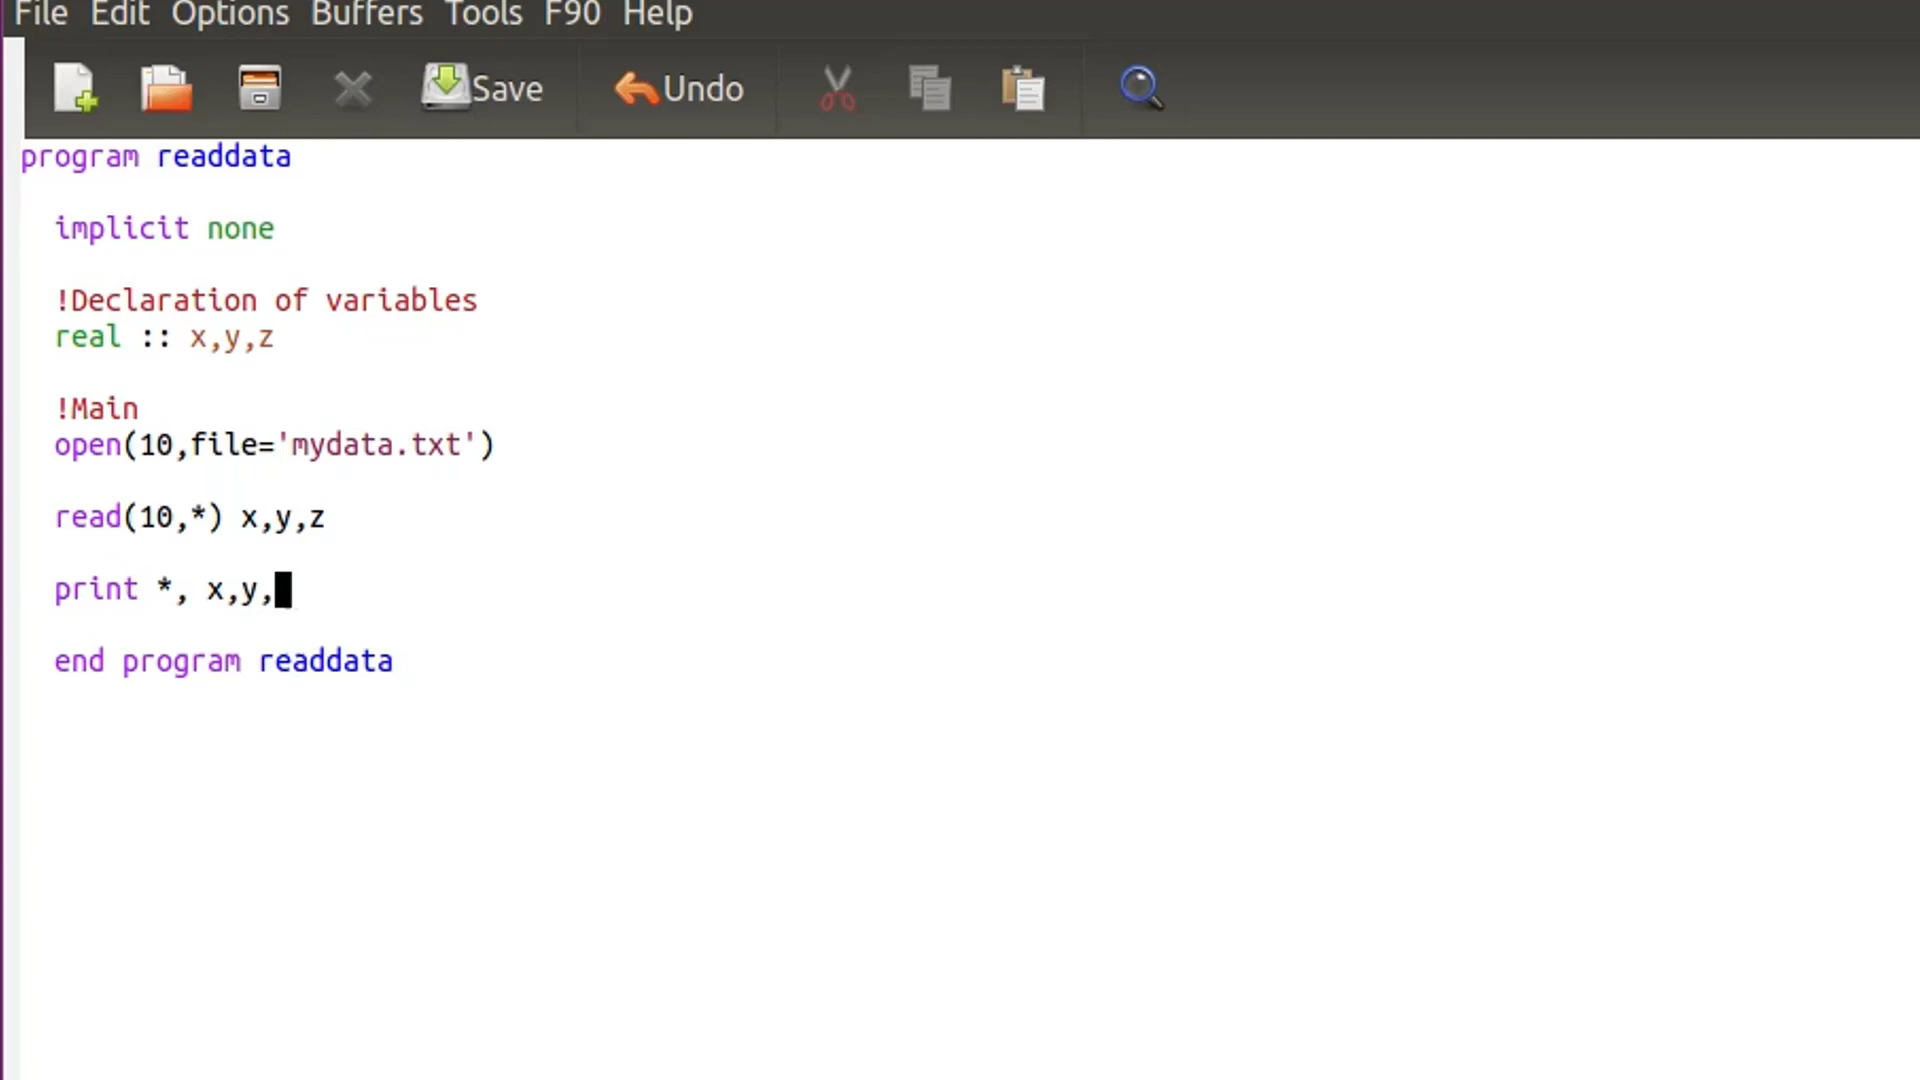 File Edit Options Buffers Tools F90 Help
Save Undo
program readdata
implicit none
!Declaration of variables
real :: x,y,z
!Main
open(10,file='mydata.txt')
read(10,*) x,y,z
print *, x,y,
end program readdata